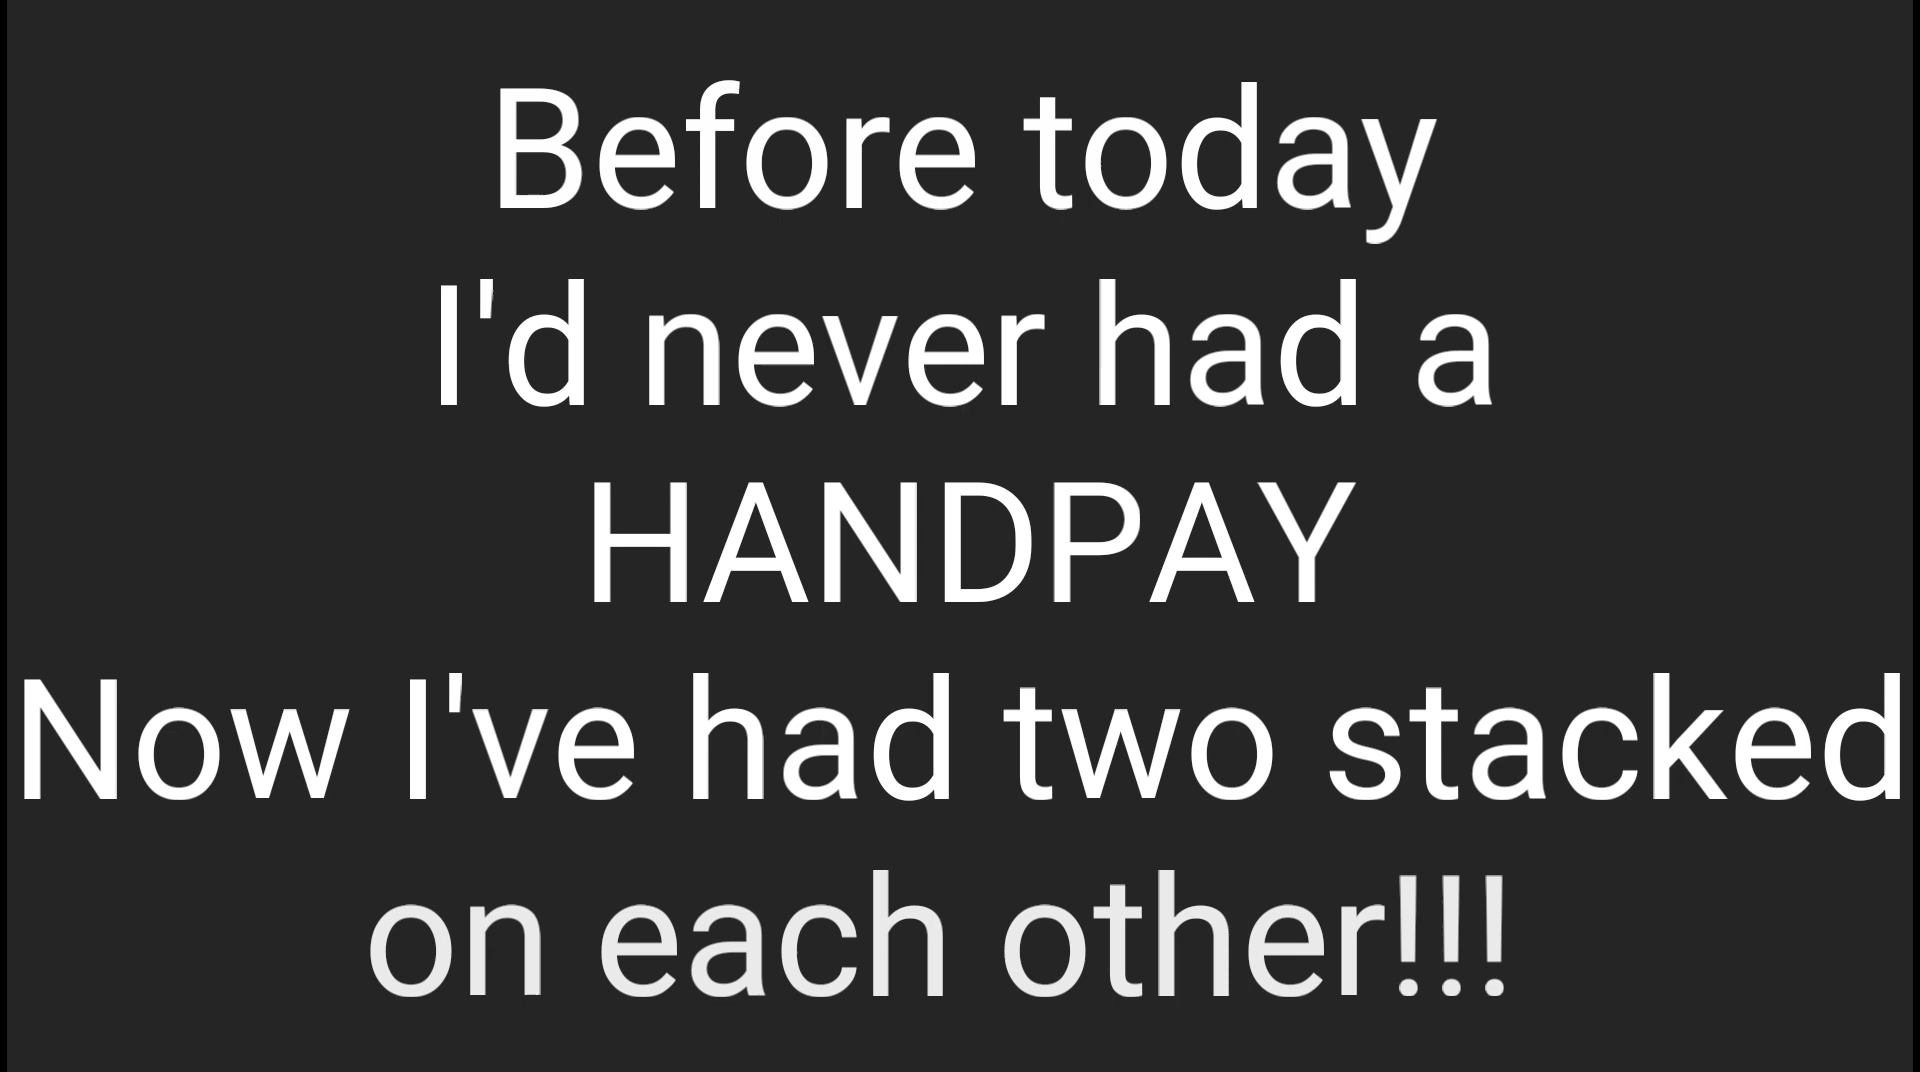 Before today
I'd never had a
HANDPAY
Now I've had two stacked
on each other!!!